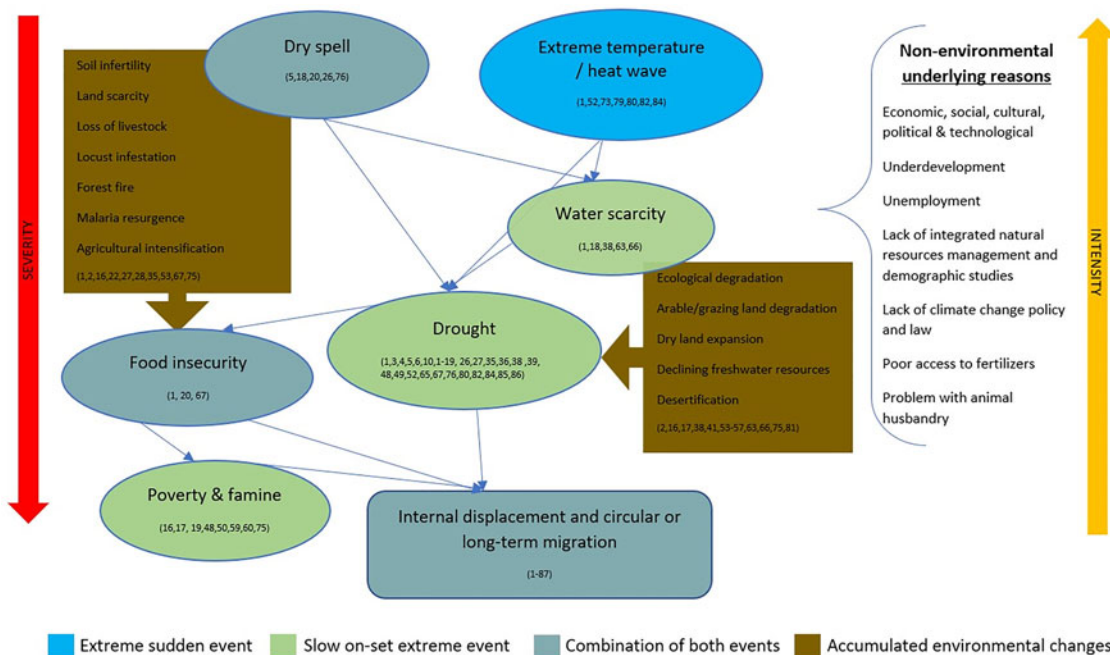 SEVERITY
Soil infertility
Land scarcity
Loss of livestock
Locust infestation
Forest fire
Malaria resurgence
Agricultural intensification
(1,2,16,22,27,28,35,53,67,75)
Dry spell
(5,18,20,26,76)
Extreme temperature
/ heat wave
(1,52,73,79,80,82,84)
Water scarcity
(1,18,38,63,66)
Ecological degradation
Arable/grazing land degradation
Dry land expansion
Declining freshwater resources
Desertification
(2,16,17,38,41,53-57,63,66,75,81)
Drought
(1,3,4,5,6,10,1-19, 26,27,35,36,38 ,39,
48,49,52,65,67,76,80,82,84,85,86)
Food insecurity
(1, 20, 67)
Poverty & famine
(16,17, 19,48,50,59,60,75)
Internal displacement and circular or
long-term migration
(1-87)
Non-environmental
underlying reasons
Economic, social, cultural,
political & technological
Underdevelopment
Unemployment
Lack of integrated natural
resources management and
demographic studies
Lack of climate change policy
and law
Poor access to fertilizers
Problem with animal
husbandry
INTENSITY
Extreme sudden event
Slow on-set extreme event
Combination of both events
Accumulated environmental changes